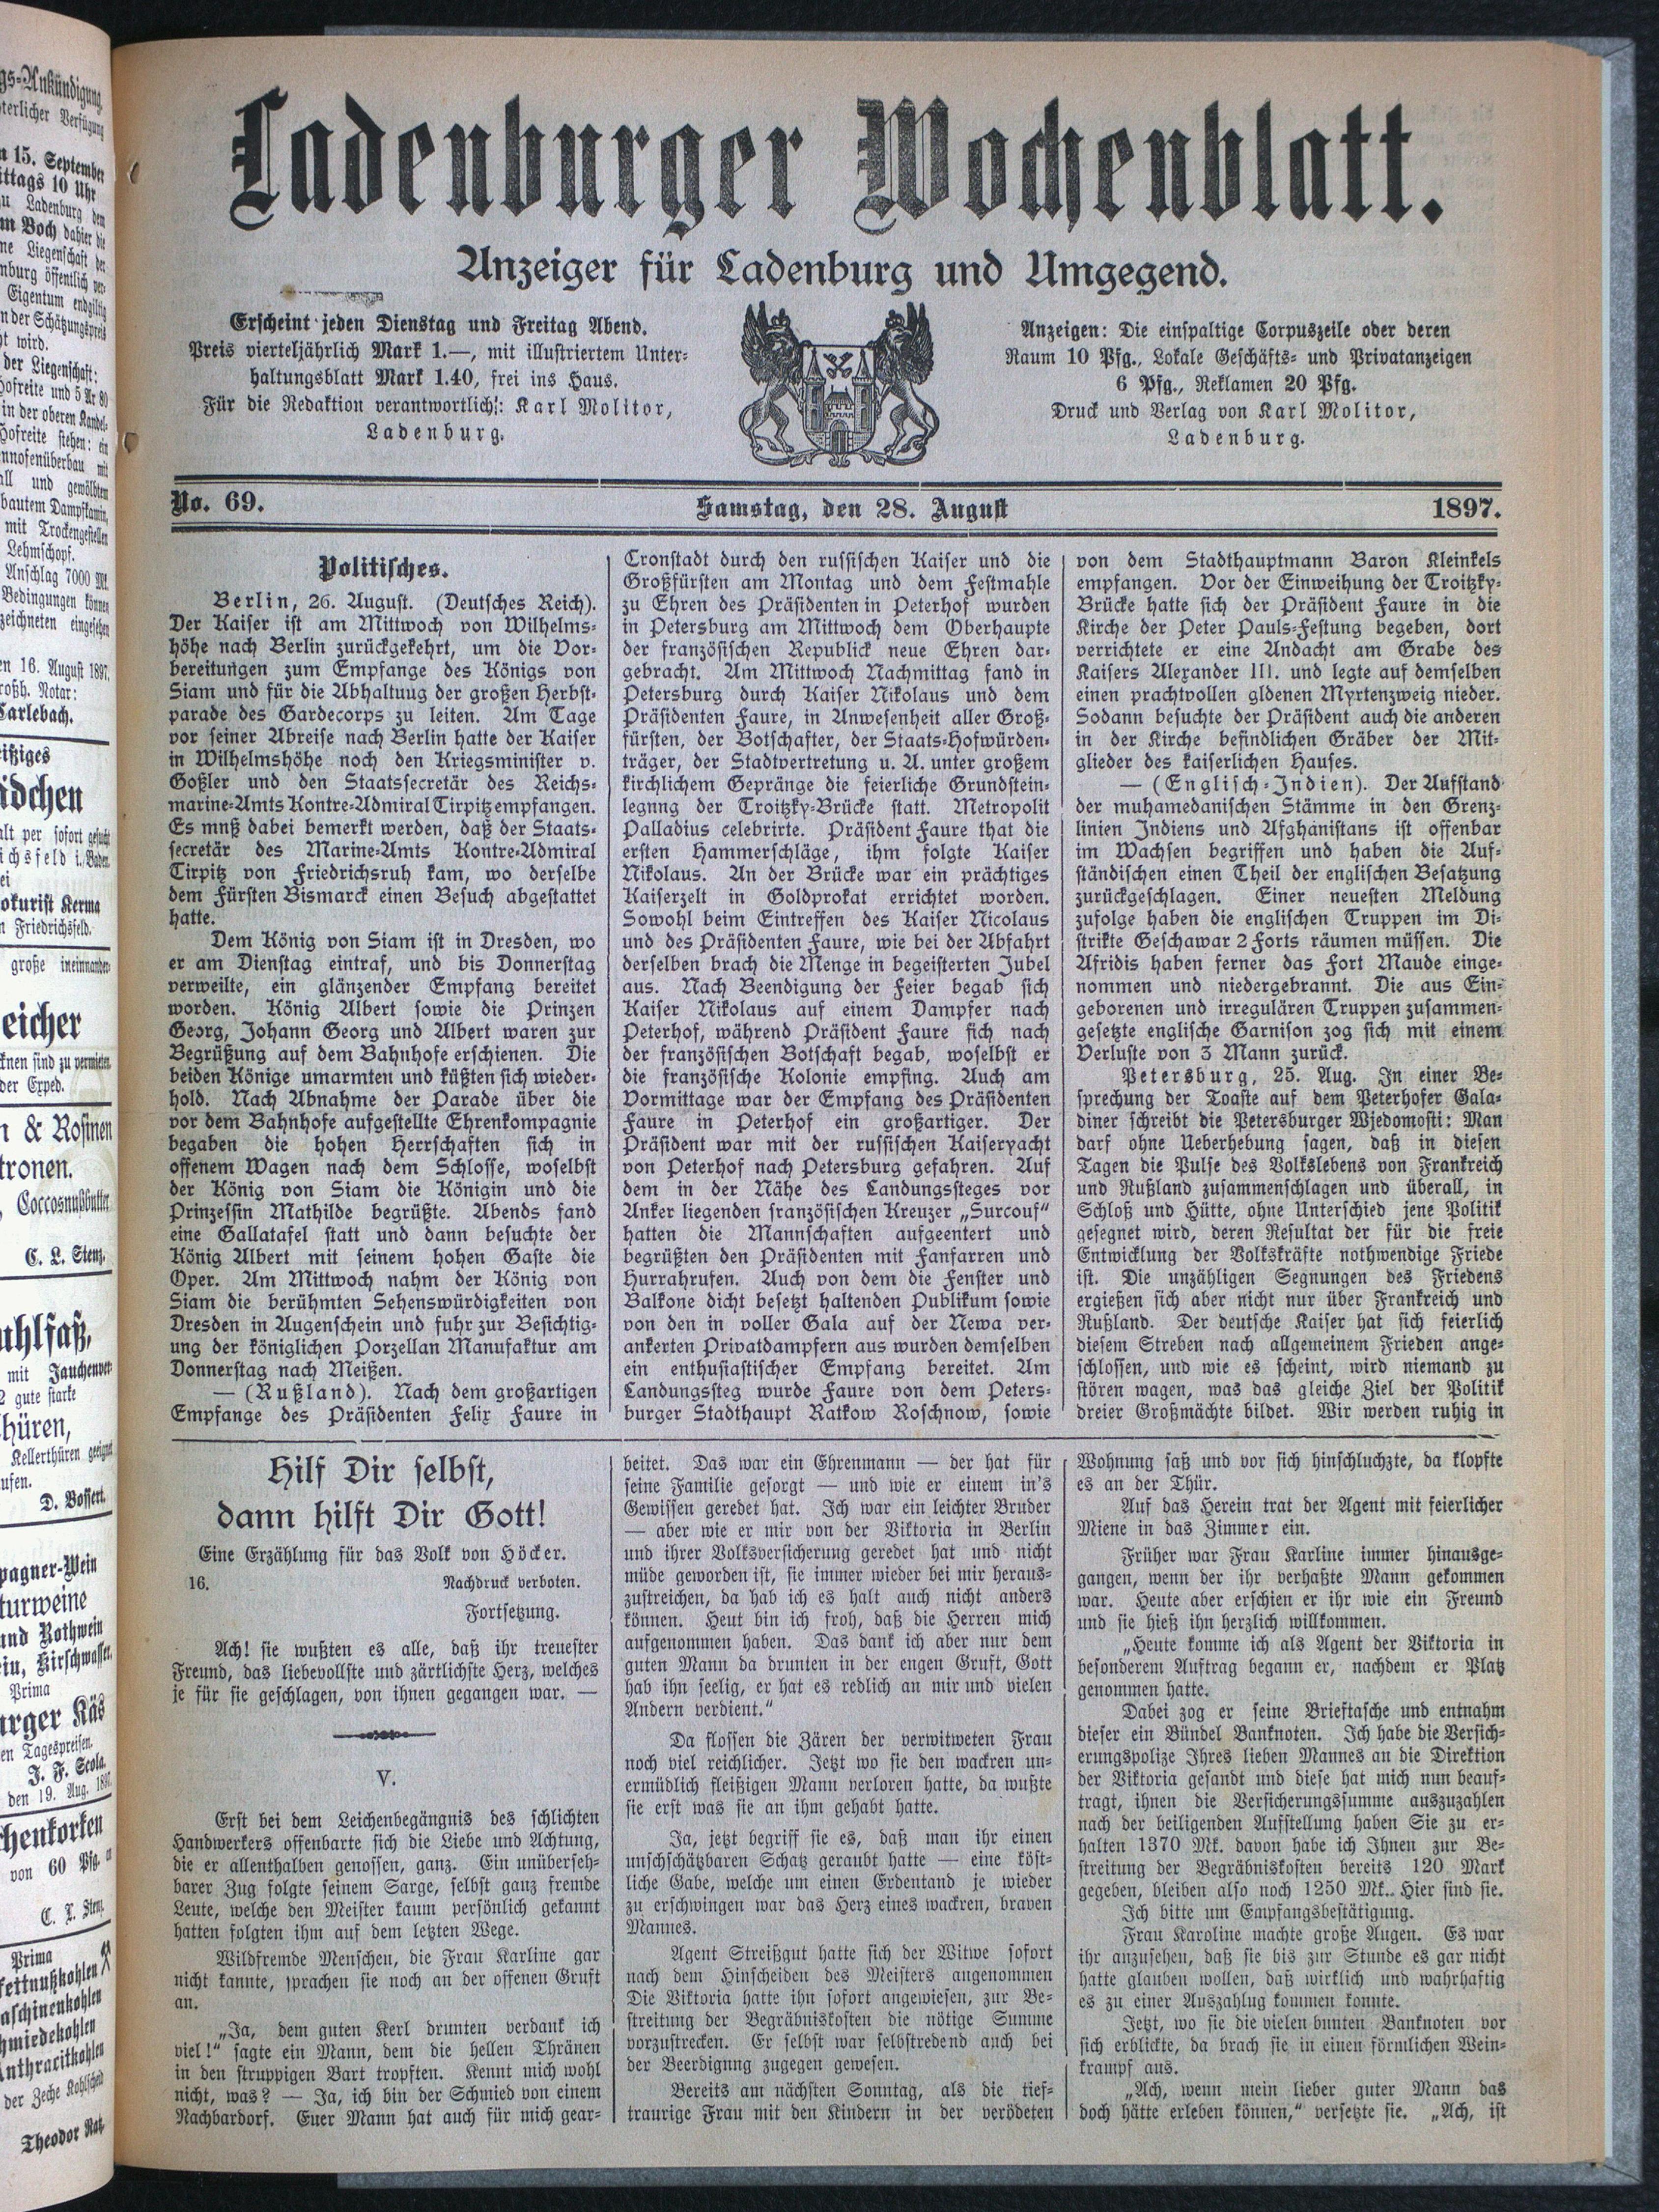 Ladenburger Wochenblatt.
Anzeiger für Ladenburg und Umgegend.
Erscheint jeden Dienstag und Freitag Abend.
Preis vierteljährlich Mark 1.—, mit illustriertem Unter-
haltungsblatt Mark 1.40, frei ins Haus.
Für die Redaktion verantwortlich: Karl Molitor,
Ladenburg.
Anzeigen: Die einspaltige Corpuszeile oder deren
Raum 10 Pfg., Lokale Geschäfts- und Privatanzeigen
6 Pfg., Reklamen 20 Pfg.
Druck und Verlag von Karl Molitor,
Ladenburg.
No. 69.
Samstag, den 28. August
1897.
Politisches.
Berlin, 26. August. (Deutsches Reich).
Der Kaiser ist am Mittwoch von Wilhelms-
höhe nach Berlin zurückgekehrt, um die Vor-
bereitungen zum Empfange des Königs von
Siam und für die Abhaltuug der großen Herbst-
parade des Gardecorps zu leiten. Am Tage
vor seiner Abreise nach Berlin hatte der Kaiser
in Wilhelmshöhe noch den Kriegsminister v.
Goßler und den Staatssecretär des Reichs-
marine-Amts Kontre-Admiral Tirpitz empfangen.
Es mnß dabei bemerkt werden, daß der Staats-
secretär des Marine-Amts Kontre-Admiral
Tirpitz von Friedrichsruh kam, wo derselbe
dem Fürsten Bismarck einen Besuch abgestattet
hatte.
Dem König von Siam ist in Dresden, wo
er am Dienstag eintraf, und bis Donnerstag
verweilte, ein glänzender Empfang bereitet
worden. König Albert sowie die Prinzen
Georg, Johann Georg und Albert waren zur
Begrüßung auf dem Bahnhofe erschienen. Die
beiden Könige umarmten und küßten sich wieder-
hold. Nach Abnahme der Parade über die
vor dem Bahnhofe aufgestellte Ehrenkompagnie
begaben die hohen Herrschaften sich in
offenem Wagen nach dem Schlosse, woselbst
der König von Siam die Königin und die
Prinzessin Mathilde begrüßte. Abends fand
eine Gallatafel statt und dann besuchte der
König Albert mit seinem hohen Gaste die
Oper. Am Mittwoch nahm der König von
Siam die berühmten Sehenswürdigkeiten von
Dresden in Augenschein und fuhr zur Besichtig-
ung der königlichen Porzellan Manufaktur am
Donnerstag nach Meißen.
— (Rußland). Nach dem großartigen
Empfange des Präsidenten Felix Faure in
Cronstadt durch den russischen Kaiser und die
Großfürsten am Montag und dem Festmahle
zu Ehren des Präsidenten in Peterhof wurden
in Petersburg am Mittwoch dem Oberhaupte
der französischen Republick neue Ehren dar-
gebracht. Am Mittwoch Nachmittag fand in
Petersburg durch Kaiser Nikolaus und dem
Präsidenten Faure, in Anwesenheit aller Groß-
fürsten, der Botschafter, der Staats-Hofwürden-
träger, der Stadtvertretung u. A. unter großem
kirchlichem Gepränge die feierliche Grundstein-
legnng der Troitzky-Brücke statt. Metropolit
Palladius celebrirte. Präsident Faure that die
ersten Hammerschläge, ihm folgte Kaiser
Nikolaus. An der Brücke war ein prächtiges
Kaiserzelt in Goldprokat errichtet worden.
Sowohl beim Eintreffen des Kaiser Nicolaus
und des Präsidenten Faure, wie bei der Abfahrt
derselben brach die Menge in begeisterten Jubel
aus. Nach Beendigung der Feier begab sich
Kaiser Nikolaus auf einem Dampfer nach
Peterhof, während Präsident Faure sich nach
der französischen Botschaft begab, woselbst er
die französische Kolonie empfing. Auch am
Vormittage war der Empfang des Präsidenten
Faure in Peterhof ein großartiger. Der
Präsident war mit der russischen Kaiseryacht
von Peterhof nach Petersburg gefahren. Auf
dem in der Nähe des Landungssteges vor
Anker liegenden französischen Kreuzer „Surcouf“
hatten die Mannschaften aufgeentert und
begrüßten den Präsidenten mit Fanfarren und
Hurrahrufen. Auch von dem die Fenster und
Balkone dicht besetzt haltenden Publikum sowie
von den in voller Gala auf der Newa ver-
ankerten Privatdampfern aus wurden demselben
ein enthusiastischer Empfang bereitet. Am
Landungssteg wurde Faure von dem Peters-
burger Stadthaupt Ratkow Roschnow, sowie
von dem Stadthauptmann Baron Kleinkels
empfangen. Vor der Einweihung der Troitzky-
Brücke hatte sich der Präsident Faure in die
Kirche der Peter Pauls-Festung begeben, dort
verrichtete er eine Andacht am Grabe des
Kaisers Alexander III. und legte auf demselben
einen prachtvollen gldenen Myrtenzweig nieder.
Sodann besuchte der Präsident auch die anderen
in der Kirche befindlichen Gräber der Mit-
glieder des kaiserlichen Hauses.
— (Englisch-Indien). Der Aufstand
der muhamedanischen Stämme in den Grenz-
linien Indiens und Afghanistans ist offenbar
im Wachsen begriffen und haben die Auf-
ständischen einen Theil der englischen Besatzung
zurückgeschlagen. Einer neuesten Meldung
zufolge haben die englischen Truppen im Di-
strikte Geschawar 2 Forts räumen müssen. Die
Afridis haben ferner das Fort Maude einge-
nommen und niedergebrannt. Die aus Ein-
geborenen und irregulären Truppen zusammen-
gesetzte englische Garnison zog sich mit einem
Verluste von 3 Mann zurück.
Petersburg, 25. Aug. In einer Be-
sprechung der Toaste auf dem Peterhofer Gala-
diner schreibt die Petersburger Wjedomosti: Man
darf ohne Ueberhebung sagen, daß in diesen
Tagen die Pulse des Volkslebens von Frankreich
und Rußland zusammenschlagen und überall, in
Schloß und Hütte, ohne Unterschied jene Politik
gesegnet wird, deren Resultat der für die freie
Entwicklung der Volkskräfte nothwendige Friede
ist. Die unzähligen Segnungen des Friedens
ergießen sich aber nicht nur über Frankreich und
Rußland. Der deutsche Kaiser hat sich feierlich
diesem Streben nach allgemeinem Frieden ange-
schlossen, und wie es scheint, wird niemand zu
stören wagen, was das gleiche Ziel der Politik
dreier Großmächte bildet. Wir werden ruhig in
Hilf Dir selbst,
dann hilft Dir Gott!
Eine Erzählung für das Volk von Höcker.
16. Nachdruck verboten.
Fortsetzung.
Ach! sie wußten es alle, daß ihr treuester
Freund, das liebevollste und zärtlichste Herz, welches
je für sie geschlagen, von ihnen gegangen war. —
V.
Erst bei dem Leichenbegängnis des schlichten
Handwerkers offenbarte sich die Liebe und Achtung,
die er allenthalben genossen, ganz. Ein unüberseh-
barer Zug folgte seinem Sarge, selbst ganz fremde
Leute, welche den Meister kaum persönlich gekannt
hatten folgten ihm auf dem letzten Wege.
Wildfremde Menschen, die Frau Karline gar
nicht kannte, sprachen sie noch an der offenen Gruft
an.
„Ja, dem guten Kerl drunten verdank ich
viel!“ sagte ein Mann, dem die hellen Thränen
in den struppigen Bart tropften. Kennt mich wohl
nicht, was? — Ja, ich bin der Schmied von einem
Nachbardorf. Euer Mann hat auch für mich gear-
beitet. Das war ein Ehrenmann — der hat für
seine Familie gesorgt — und wie er einem in's
Gewissen geredet hat. Ich war ein leichter Bruder
— aber wie er mir von der Viktoria in Berlin
und ihrer Volksversicherung geredet hat und nicht
müde geworden ist, sie immer wieder bei mir heraus-
zustreichen, da hab ich es halt auch nicht anders
können. Heut bin ich froh, daß die Herren mich
aufgenommen haben. Das dank ich aber nur dem
guten Mann da drunten in der engen Gruft, Gott
hab ihn seelig, er hat es redlich an mir und vielen
Andern verdient.“
Da flossen die Zären der verwitweten Frau
noch viel reichlicher. Jetzt wo sie den wackren un-
ermüdlich fleißigen Mann verloren hatte, da wußte
sie erst was sie an ihm gehabt hatte.
Ja, jetzt begriff sie es, daß man ihr einen
unschschätzbaren Schatz geraubt hatte — eine köst-
liche Gabe, welche um einen Erdentand je wieder
zu erschwingen war das Herz eines wackren, braven
Mannes.
Agent Streißgut hatte sich der Witwe sofort
nach dem Hinscheiden des Meisters angenommen
Die Viktoria hatte ihn sofort angewiesen, zur Be-
streitung der Begräbniskosten die nötige Summe
vorzustrecken. Er selbst war selbstredend auch bei
der Beerdignng zugegen gewesen.
Bereits am nächsten Sonntag, als die tief-
traurige Frau mit den Kindern in der verödeten
Wohnung saß und vor sich hinschluchzte, da klopfte
es an der Thür.
Auf das Herein trat der Agent mit feierlicher
Miene in das Zimmer ein.
Früher war Frau Karline immer hinausge-
gangen, wenn der ihr verhaßte Mann gekommen
war. Heute aber erschien er ihr wie ein Freund
und sie hieß ihn herzlich willkommen.
„Heute komme ich als Agent der Viktoria in
besonderem Auftrag begann er, nachdem er Platz
genommen hatte.
Dabei zog er seine Brieftasche und entnahm
dieser ein Bündel Banknoten. Ich habe die Versich-
erungspolize Ihres lieben Mannes an die Direktion
der Viktoria gesandt und diese hat mich nun beauf-
tragt, ihnen die Versicherungssumme auszuzahlen
nach der beiligenden Aufstellung haben Sie zu er-
halten 1370 Mk. davon habe ich Ihnen zur Be-
streitung der Begräbniskosten bereits 120 Mark
gegeben, bleiben also noch 1250 Mk.. Hier sind sie.
Ich bitte um Empfangsbestätigung.
Frau Karoline machte große Augen. Es war
ihr anzusehen, daß sie bis zur Stunde es gar nicht
hatte glauben wollen, daß wirklich und wahrhaftig
es zu einer Auszahlug kommen konnte.
Jetzt, wo sie die vielen bunten Banknoten vor
sich erblickte, da brach sie in einen förmlichen Wein-
krampf aus.
„Ach, wenn mein lieber guter Mann das
doch hätte erleben können,“ versetzte sie. „Ach, ist